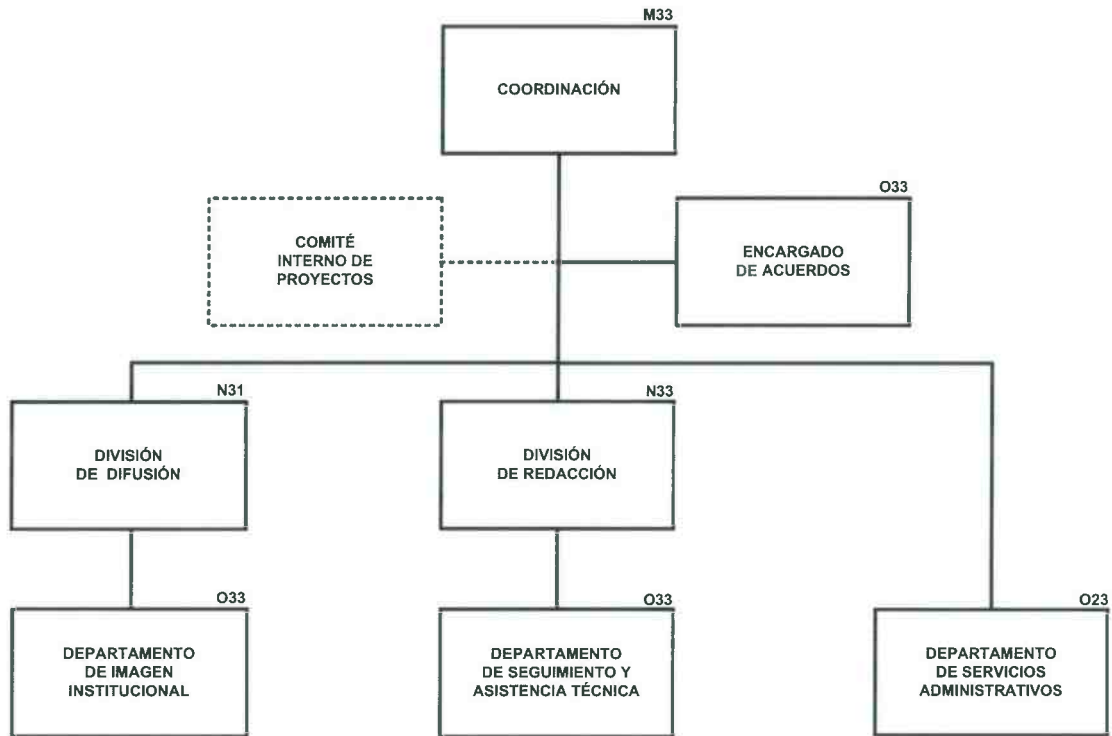 M33
COORDINACIÓN
COMITÉ
INTERNO DE
PROYECTOS
O33
ENCARGADO
DE ACUERDOS
N31
DIVISIÓN
DE DIFUSIÓN
N33
DIVISIÓN
DE REDACCIÓN
O33
DEPARTAMENTO
DE IMAGEN
INSTITUCIONAL
O33
DEPARTAMENTO
DE SEGUIMIENTO Y
ASISTENCIA TÉCNICA
O23
DEPARTAMENTO
DE SERVICIOS
ADMINISTRATIVOS